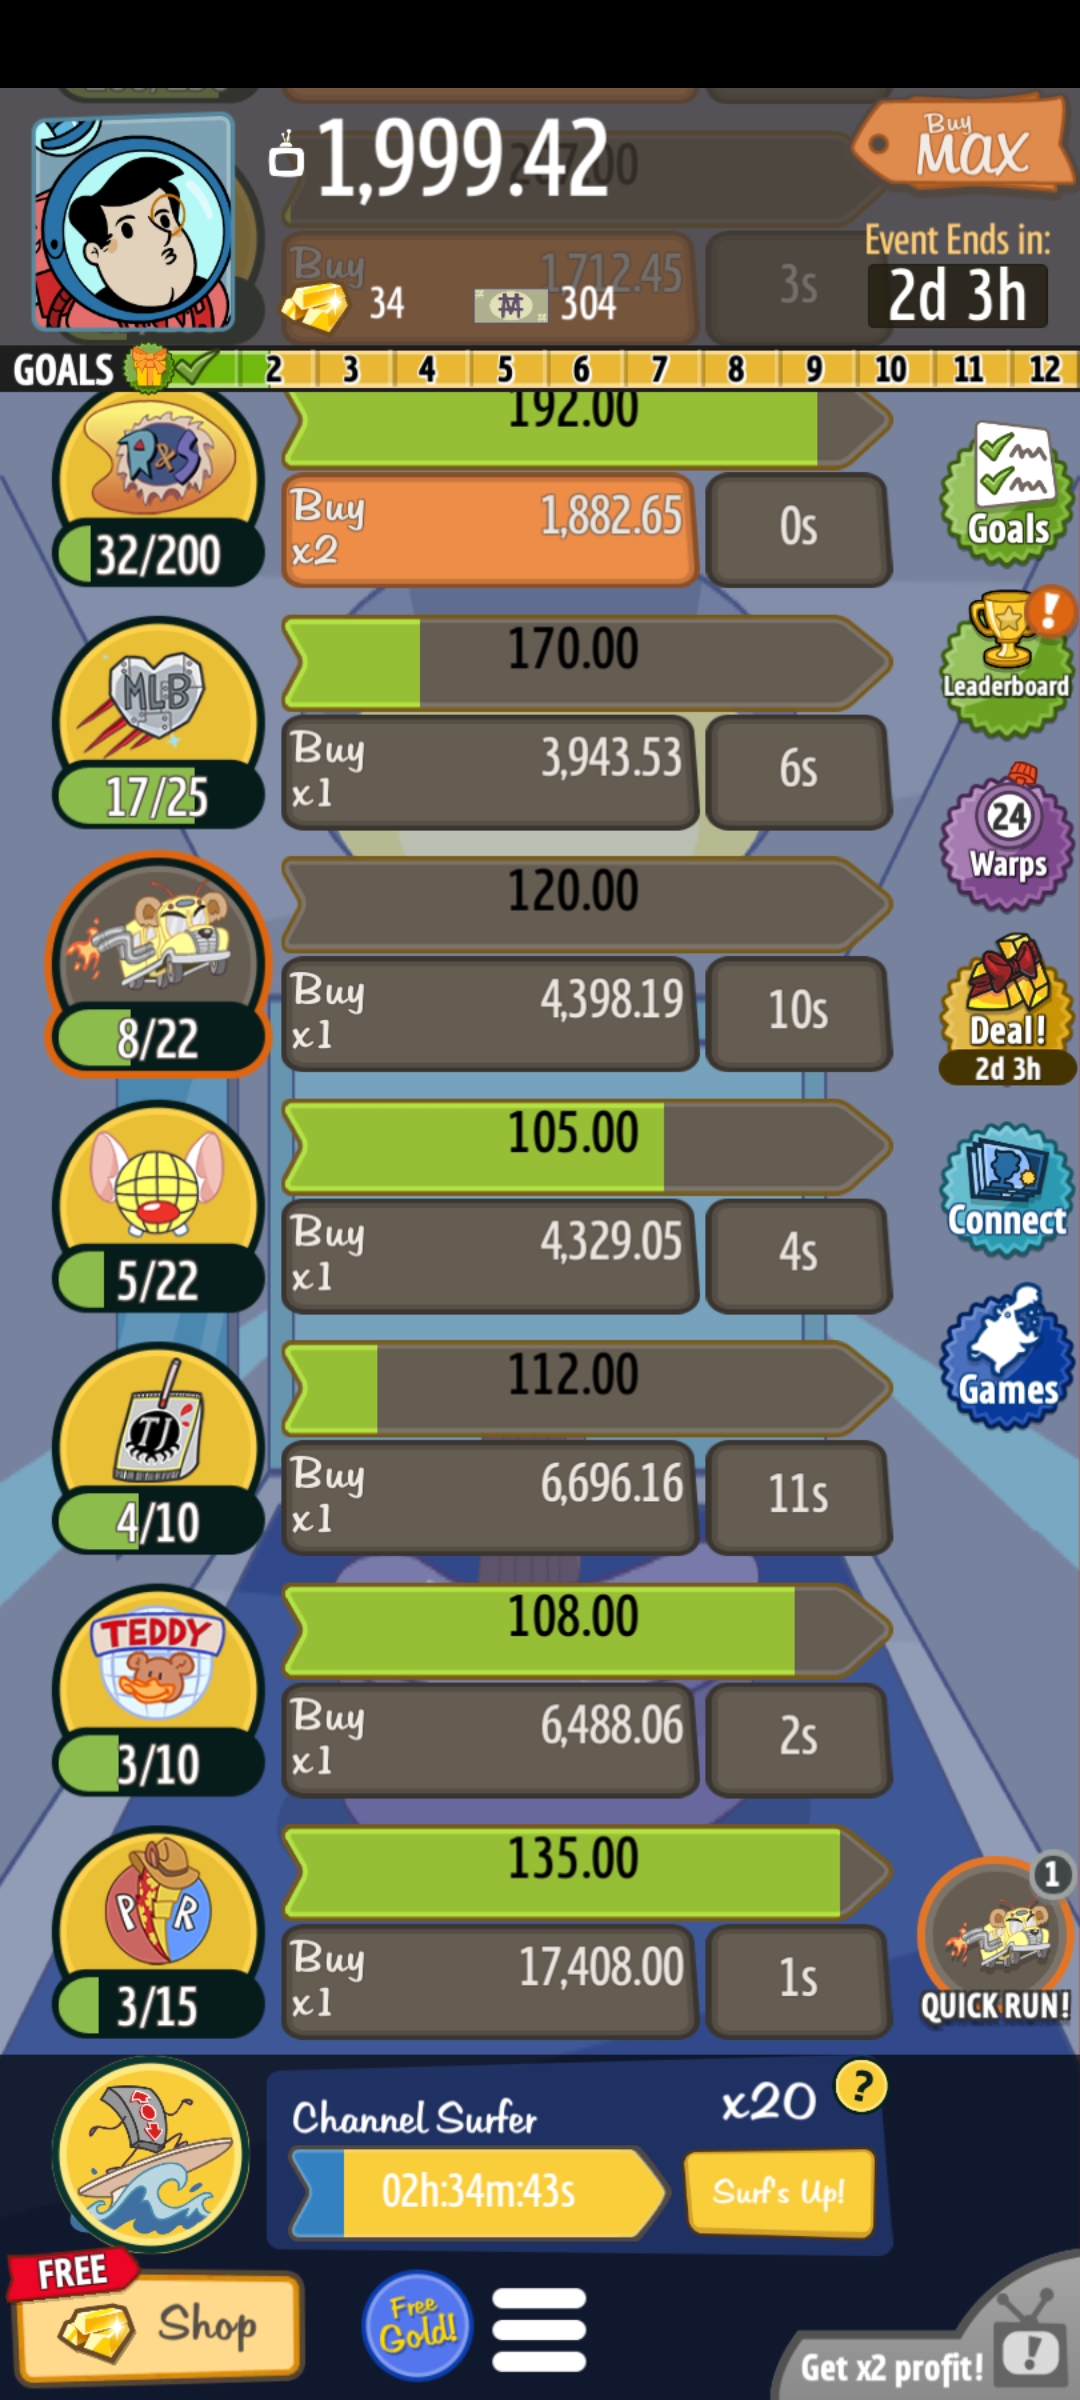 1,999.42
Buy
MAX
207.00
Buy
1,712.45
3s
34
304
Event Ends in:
2d 3h
GOALS
2 3 4 5 6 7 8 9 10 11 12
192.00
R&S
32/200
Buy
x2
1,882.65
0s
Goals
170.00
MLB
17/25
Buy
x1
3,943.53
6s
Leaderboard
24
Warps
120.00
8/22
Buy
x1
4,398.19
10s
Deal!
2d 3h
105.00
5/22
Buy
x1
4,329.05
4s
Connect
112.00
TJ
4/10
Buy
x1
6,696.16
11s
Games
108.00
TEDDY
3/10
Buy
x1
6,488.06
2s
135.00
P R
3/15
Buy
x1
17,408.00
1s
1
QUICK RUN!
Channel Surfer
x20
?
02h:34m:43s
Surf's Up!
FREE
Shop
Free
Gold!
Get x2 profit!